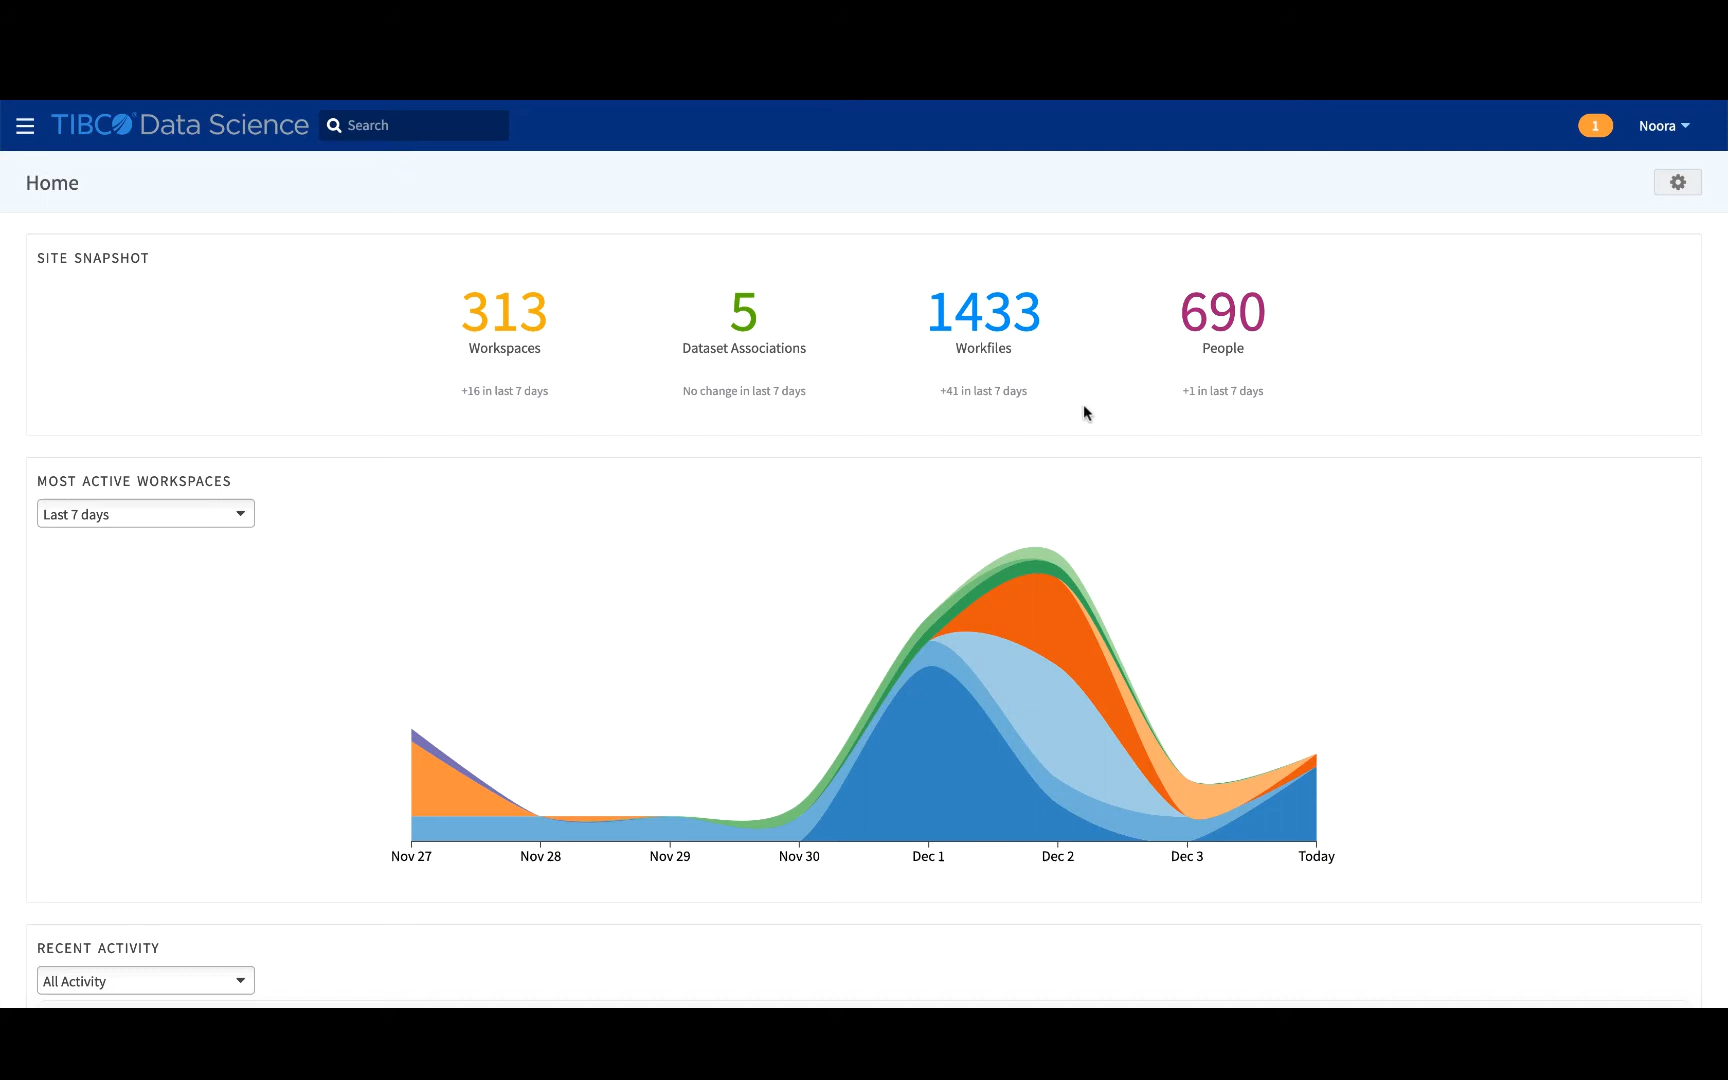 TIBCO Data Science
Search
1
Noora
Home
SITE SNAPSHOT
313
5
1433
690
Workspaces
Dataset Associations
Workfiles
People
+16 in last 7 days
No change in last 7 days
+41 in last 7 days
+1 in last 7 days
MOST ACTIVE WORKSPACES
Last 7 days
Nov 27
Nov 28
Nov 29
Nov 30
Dec 1
Dec 2
Dec 3
Today
RECENT ACTIVITY
All Activity